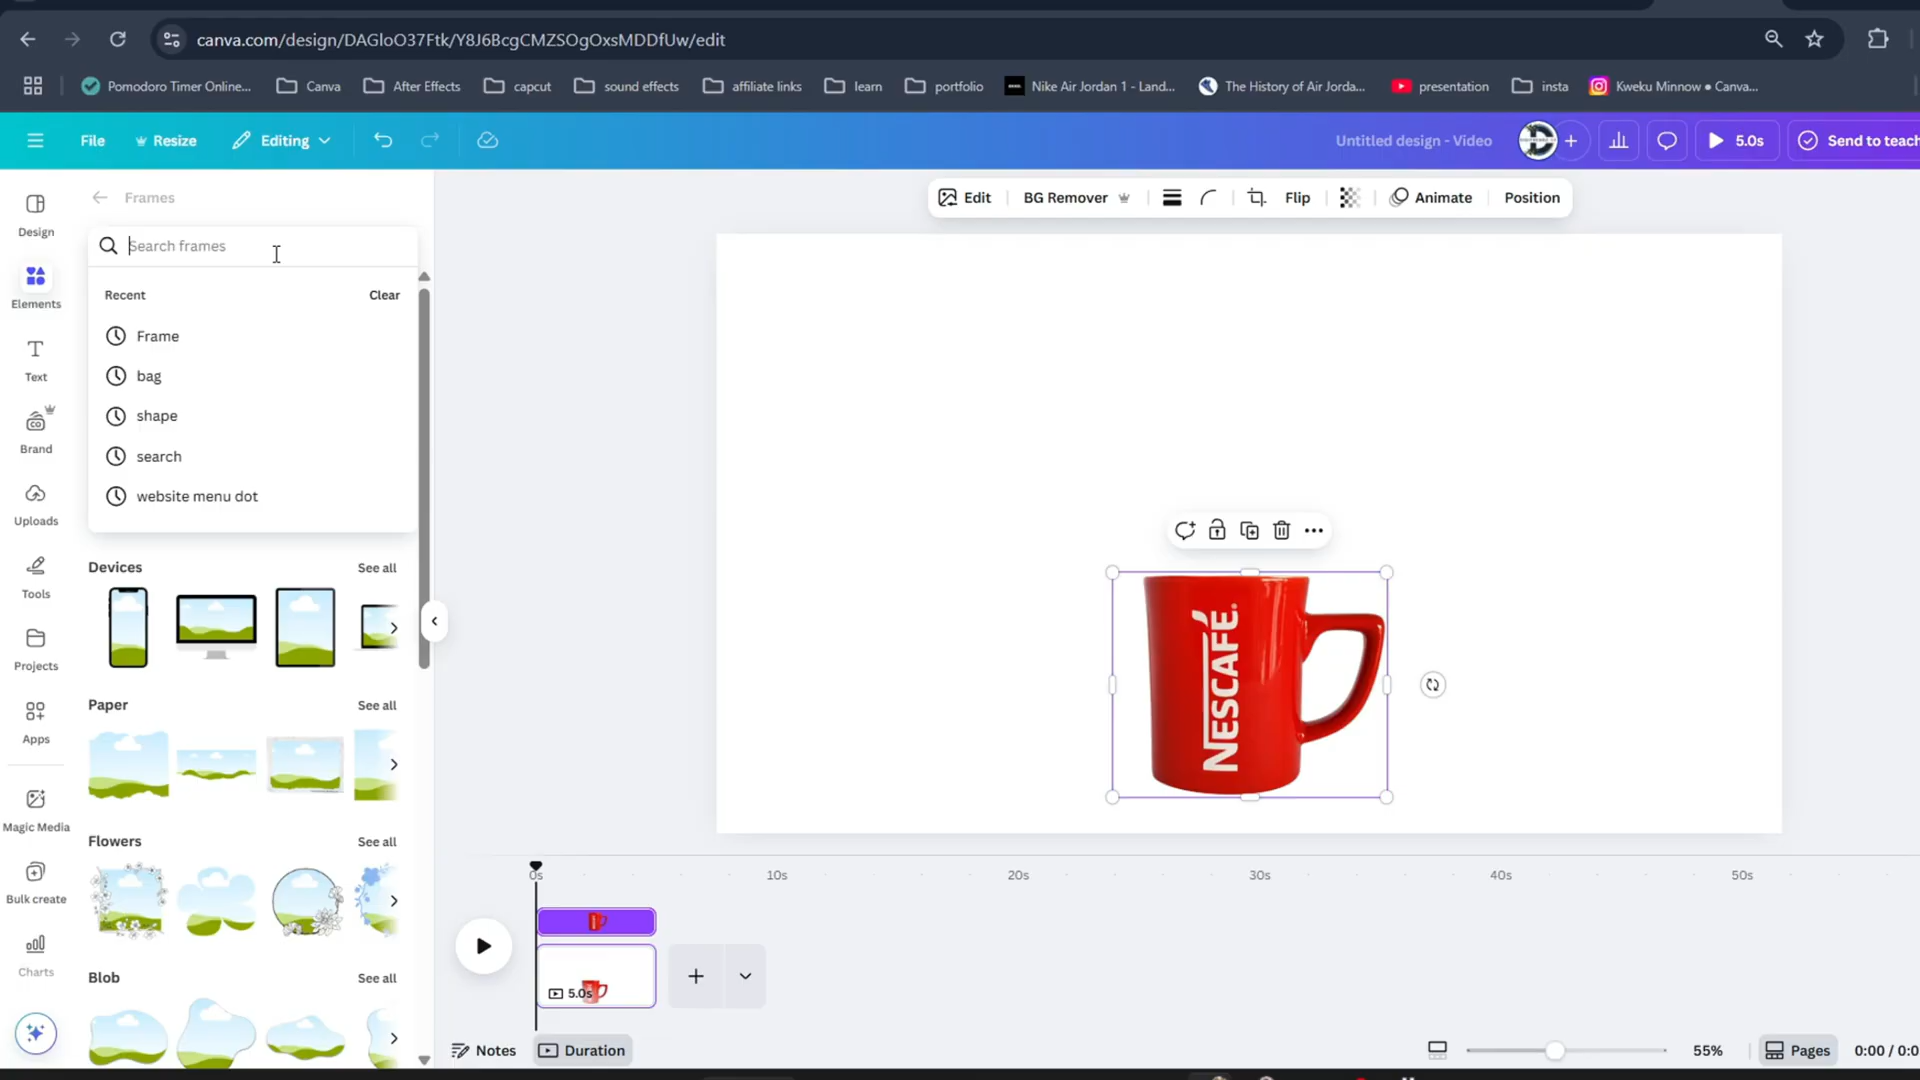 canva.com/design/DAGloO37Ftk/Y8J6BcgCMZSOgOxsMDDfUw/edit
Pomodoro Timer Online...
Canva
After Effects
capcut
sound effects
affiliate links
learn
portfolio
Nike Air Jordan 1 - Land...
The History of Air Jorda...
presentation
insta
Kweku Minnow ● Canva...
File
Resize
Editing
Untitled design - Video
5.0s
Send to teach
Design
Elements
Text
Brand
Uploads
Tools
Projects
Apps
Magic Media
Bulk create
Charts
Frames
Search frames
Recent
Clear
Frame
bag
shape
search
website menu dot
Devices
See all
Paper
See all
Flowers
See all
Blob
See all
Edit
BG Remover
Flip
Animate
Position
NESCAFE.
0s
10s
20s
30s
40s
50s
5.0s
Notes
Duration
55%
Pages
0:00 / 0:0